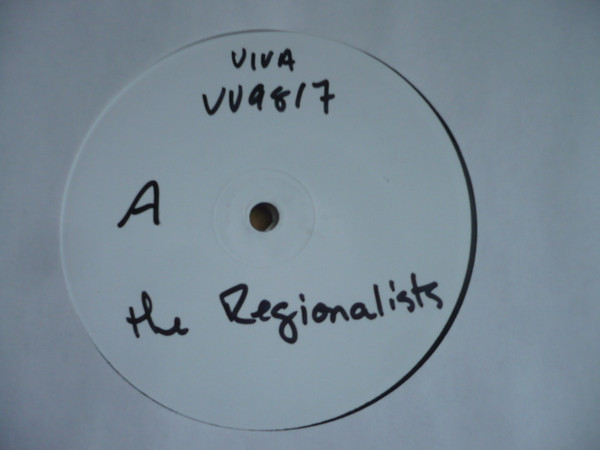 VIVA
VV9817
A
the Regionalists